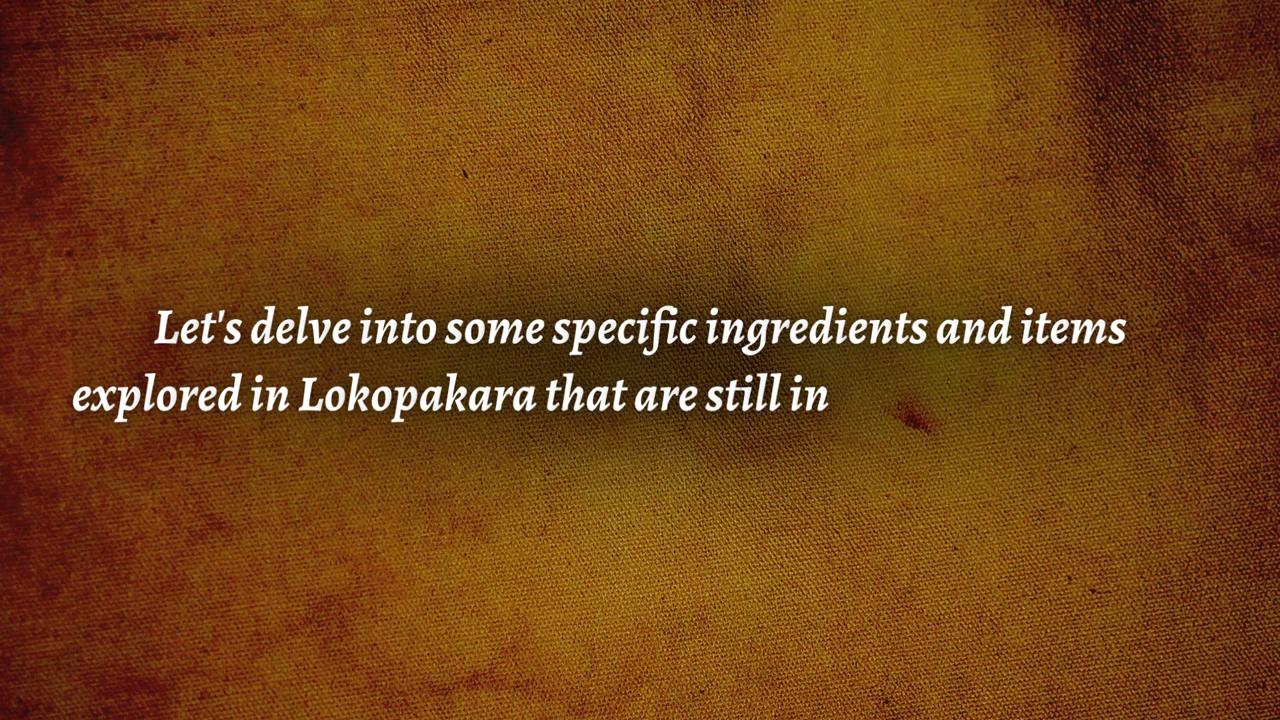 Let's delve into some specific ingredients and items
explored in Lokopakara that are still in